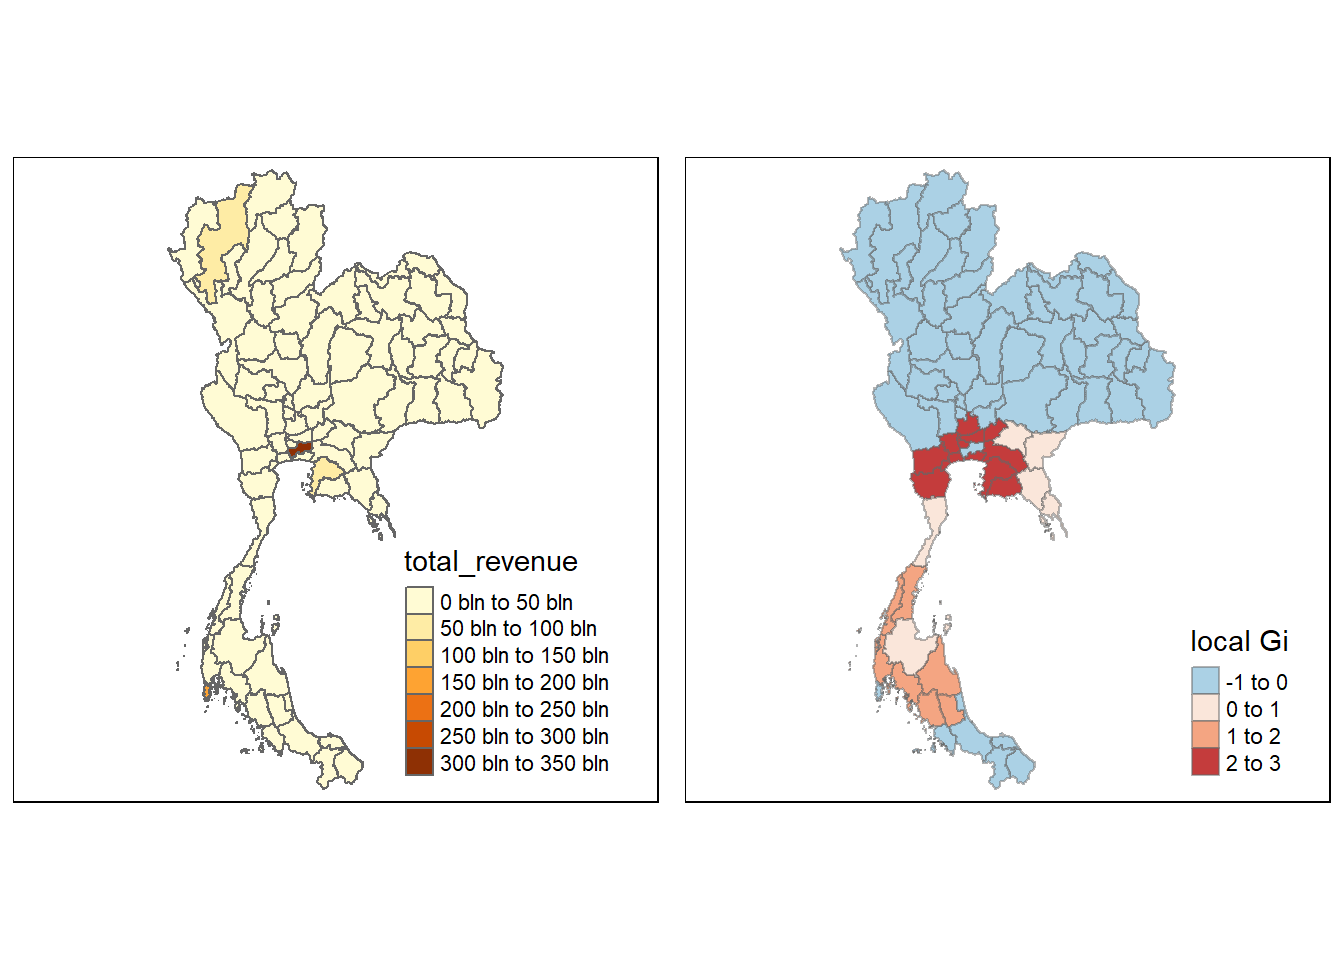 total_revenue
0 bln to 50 bln
50 bln to 100 bln
100 bln to 150 bln
150 bln to 200 bln
200 bln to 250 bln
250 bln to 300 bln
300 bln to 350 bln
local Gi
-1 to 0
0 to 1
1 to 2
2 to 3